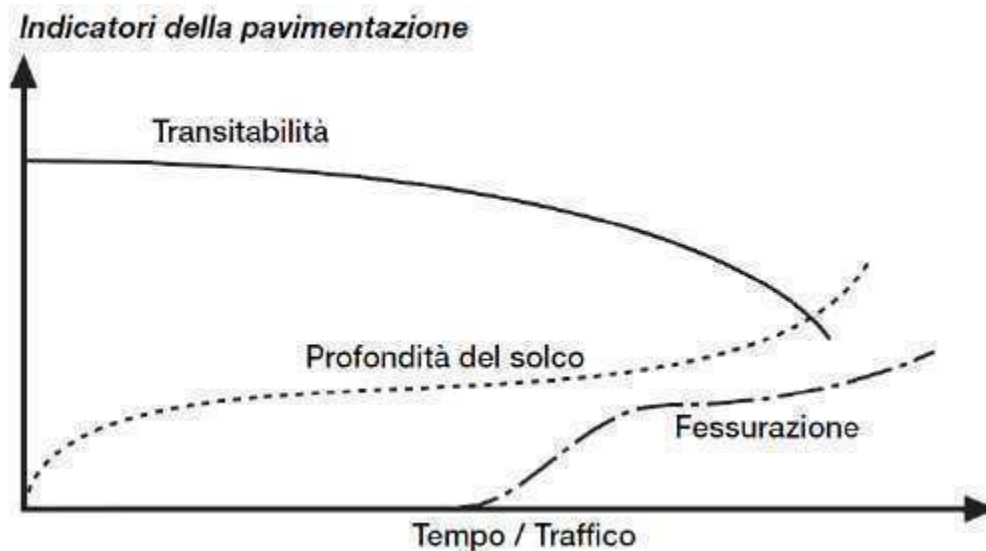 Indicatori della pavimentazione
Transitabilità
Profondità del solco
Fessurazione
Tempo / Traffico